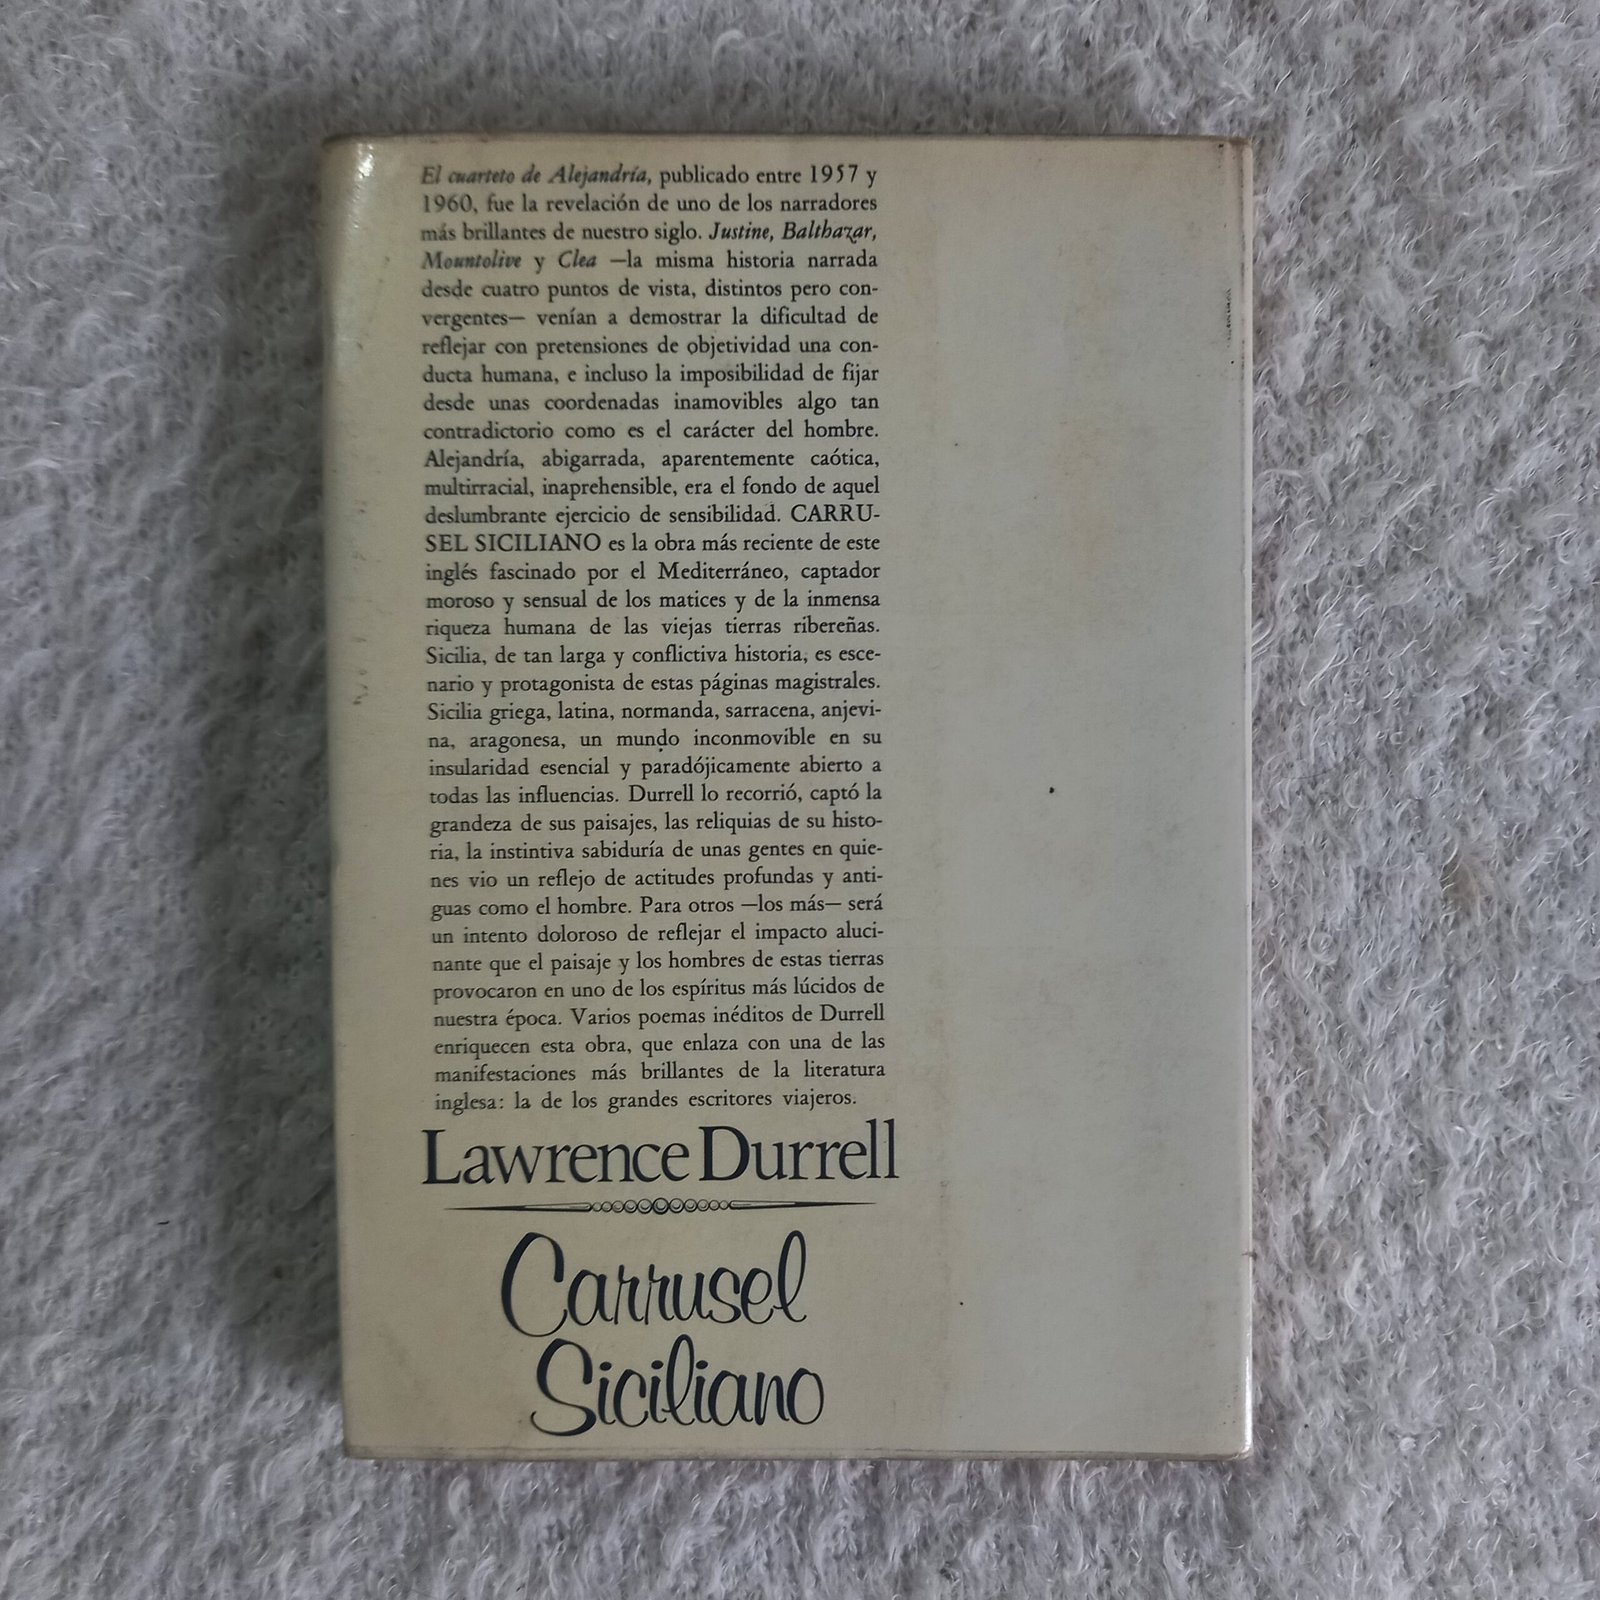 El cuarteto de Alejandría, publicado entre 1957 y
1960, fue la revelación de uno de los narradores
más brillantes de nuestro siglo. Justine, Balthazar,
Mountolive y Clea —la misma historia narrada
desde cuatro puntos de vista, distintos pero con-
vergentes— venían a demostrar la dificultad de
reflejar con pretensiones de objetividad una con-
ducta humana, e incluso la imposibilidad de fijar
desde unas coordenadas inamovibles algo tan
contradictorio como es el carácter del hombre.
Alejandría, abigarrada, aparentemente caótica,
multirracial, inaprehensible, era el fondo de aquel
deslumbrante ejercicio de sensibilidad. CARRU-
SEL SICILIANO es la obra más reciente de este
inglés fascinado por el Mediterráneo, captador
moroso y sensual de los matices y de la inmensa
riqueza humana de las viejas tierras ribereñas.
Sicilia, de tan larga y conflictiva historia, es esce-
nario y protagonista de estas páginas magistrales.
Sicilia griega, latina, normanda, sarracena, anjevi-
na, aragonesa, un mundo inconmovible en su
insularidad esencial y paradójicamente abierto a
todas las influencias. Durrell lo recorrió, captó la
grandeza de sus paisajes, las reliquias de su histo-
ria, la instintiva sabiduría de unas gentes en quie-
nes vio un reflejo de actitudes profundas y anti-
guas como el hombre. Para otros —los más— será
un intento doloroso de reflejar el impacto aluci-
nante que el paisaje y los hombres de estas tierras
provocaron en uno de los espíritus más lúcidos de
nuestra época. Varios poemas inéditos de Durrell
enriquecen esta obra, que enlaza con una de las
manifestaciones más brillantes de la literatura
inglesa: la de los grandes escritores viajeros.
Lawrence Durrell
Carrusel
Siciliano